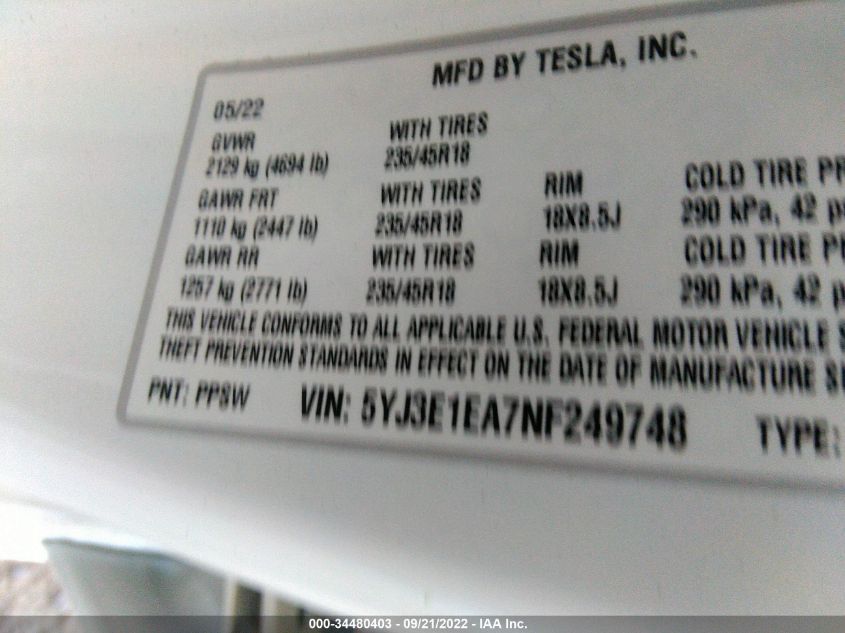 MFD BY TESLA, INC.
05/22
GVWR WITH TIRES
2129 kg (4694 lb) 235/45R18
GAWR FRT WITH TIRES RIM COLD TIRE PR
1110 kg (2447 lb) 235/45R18 18X8.5J 290 kPa, 42 p
GAWR RR WITH TIRES RIM COLD TIRE P
1257 kg (2771 lb) 235/45R18 18X8.5J 290 kPa, 42 p
THIS VEHICLE CONFORMS TO ALL APPLICABLE U.S. FEDERAL MOTOR VEHICLE S
THEFT PREVENTION STANDARDS IN EFFECT ON THE DATE OF MANUFACTURE S
PNT: PPSW VIN: 5YJ3E1EA7NF249748 TYPE:
000-34480403 - 09/21/2022 - IAA Inc.